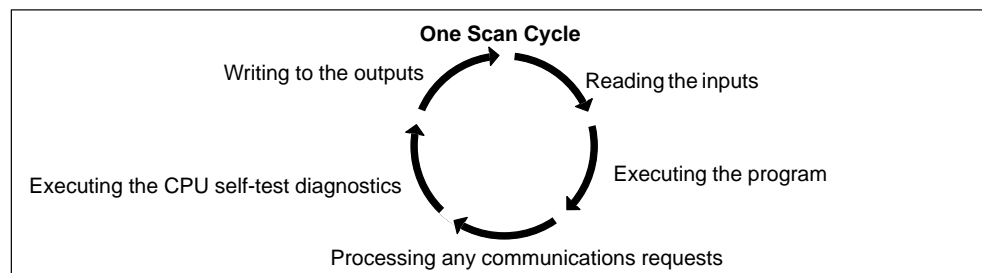 One Scan Cycle
Writing to the outputs
Reading the inputs
Executing the program
Executing the CPU self-test diagnostics
Processing any communications requests